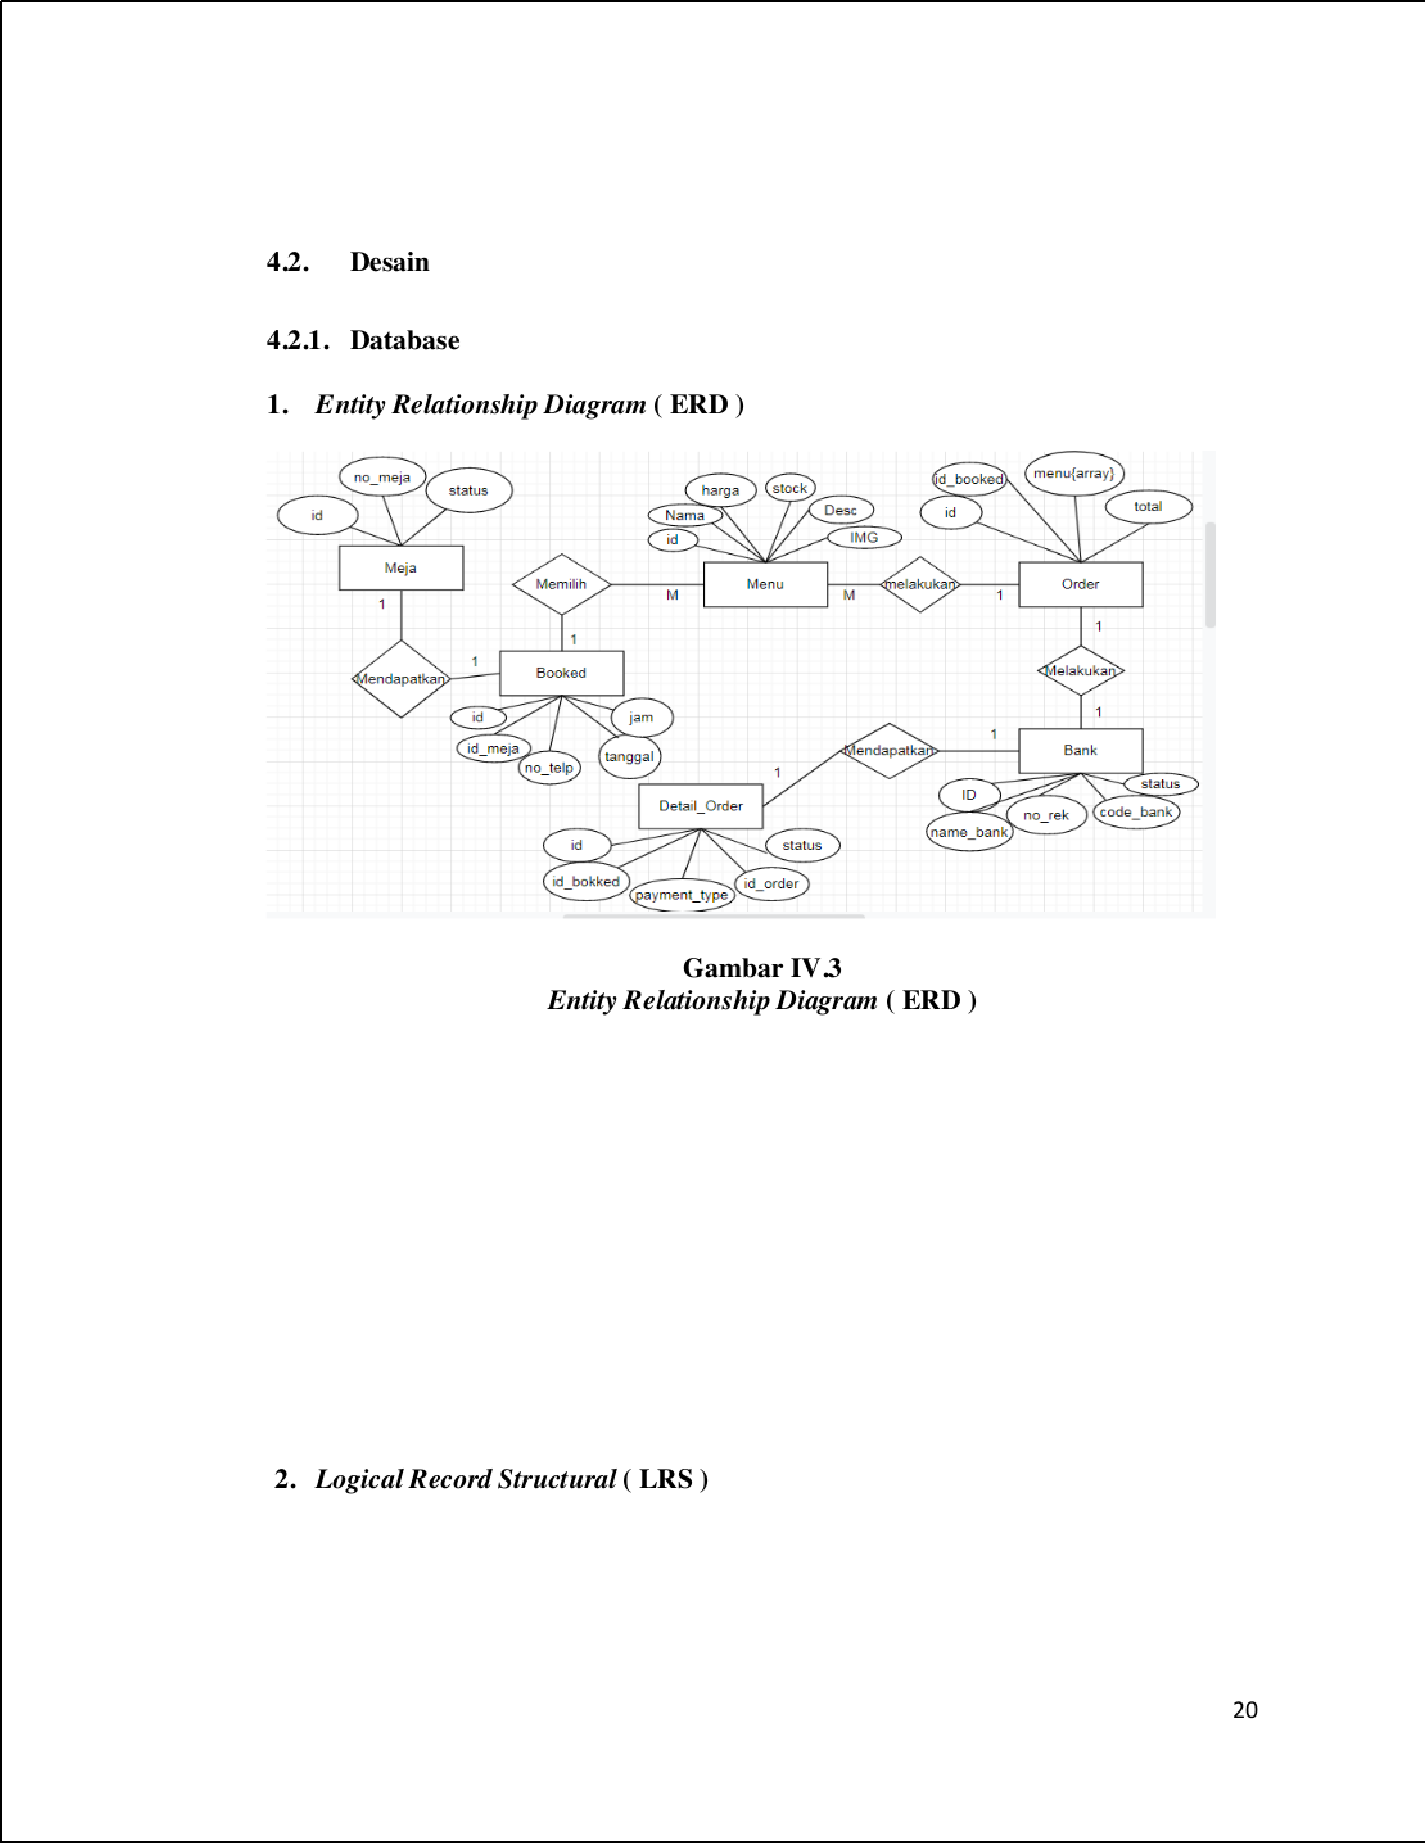 4.2. Desain
4.2.1. Database
1. Entity Relationship Diagram ( ERD )
no_meja
status
id
Meja
1
Mendapatkan
1
Memilih
M
1
Booked
id
id_meja
no_telp
jam
tanggal
harga
stock
Nama
Desc
id
IMG
Menu
M
melakukan
1
id_booked
menu{array}
id
total
Order
1
Melakukan
1
Bank
1
Mendapatkan
1
ID
name_bank
no_rek
code_bank
status
Detail_Order
id
id_bokked
payment_type
id_order
status
Gambar IV.3
Entity Relationship Diagram ( ERD )
2. Logical Record Structural ( LRS )
20